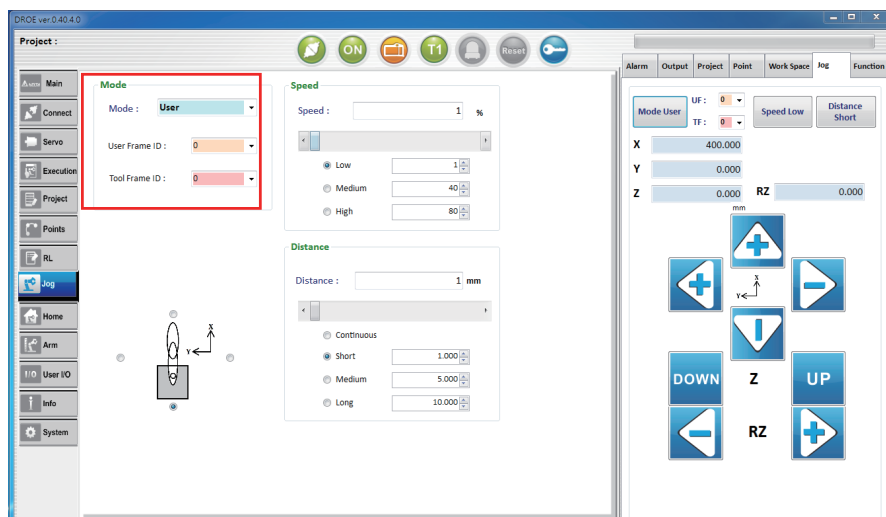 DROE ver.0.40.4.0
Project :
ON
T1
Reset
Alarm Output Project Point Work Space Jog Function
Main
Connect
Servo
Execution
Project
Points
RL
Jog
Home
Arm
I/O User I/O
Info
System
Mode
Mode : User
User Frame ID : 0
Tool Frame ID : 0
X
Y
Speed
Speed : 1 %
Low 1
Medium 40
High 80
Distance
Distance : 1 mm
Continuous
Short 1.000
Medium 5.000
Long 10.000
Mode User
UF : 0
TF : 0
Speed Low
Distance Short
X 400.000
Y 0.000
Z 0.000 RZ 0.000
mm
X
Y
DOWN Z UP
RZ